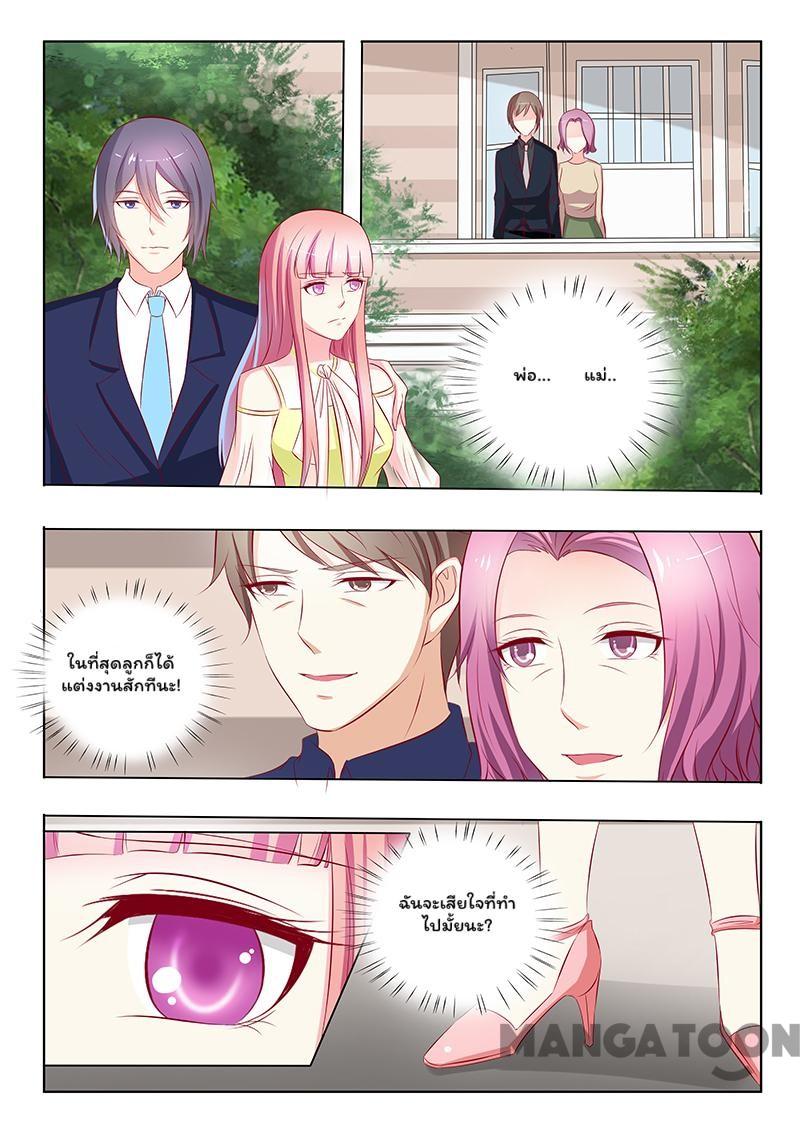 พ่อ... แม่..
ในที่สุดลูกก็ได้
แต่งงานสักทีนะ!
ฉันจะเสียใจที่ทำ
ไปมั้ยนะ?
MANGATOON